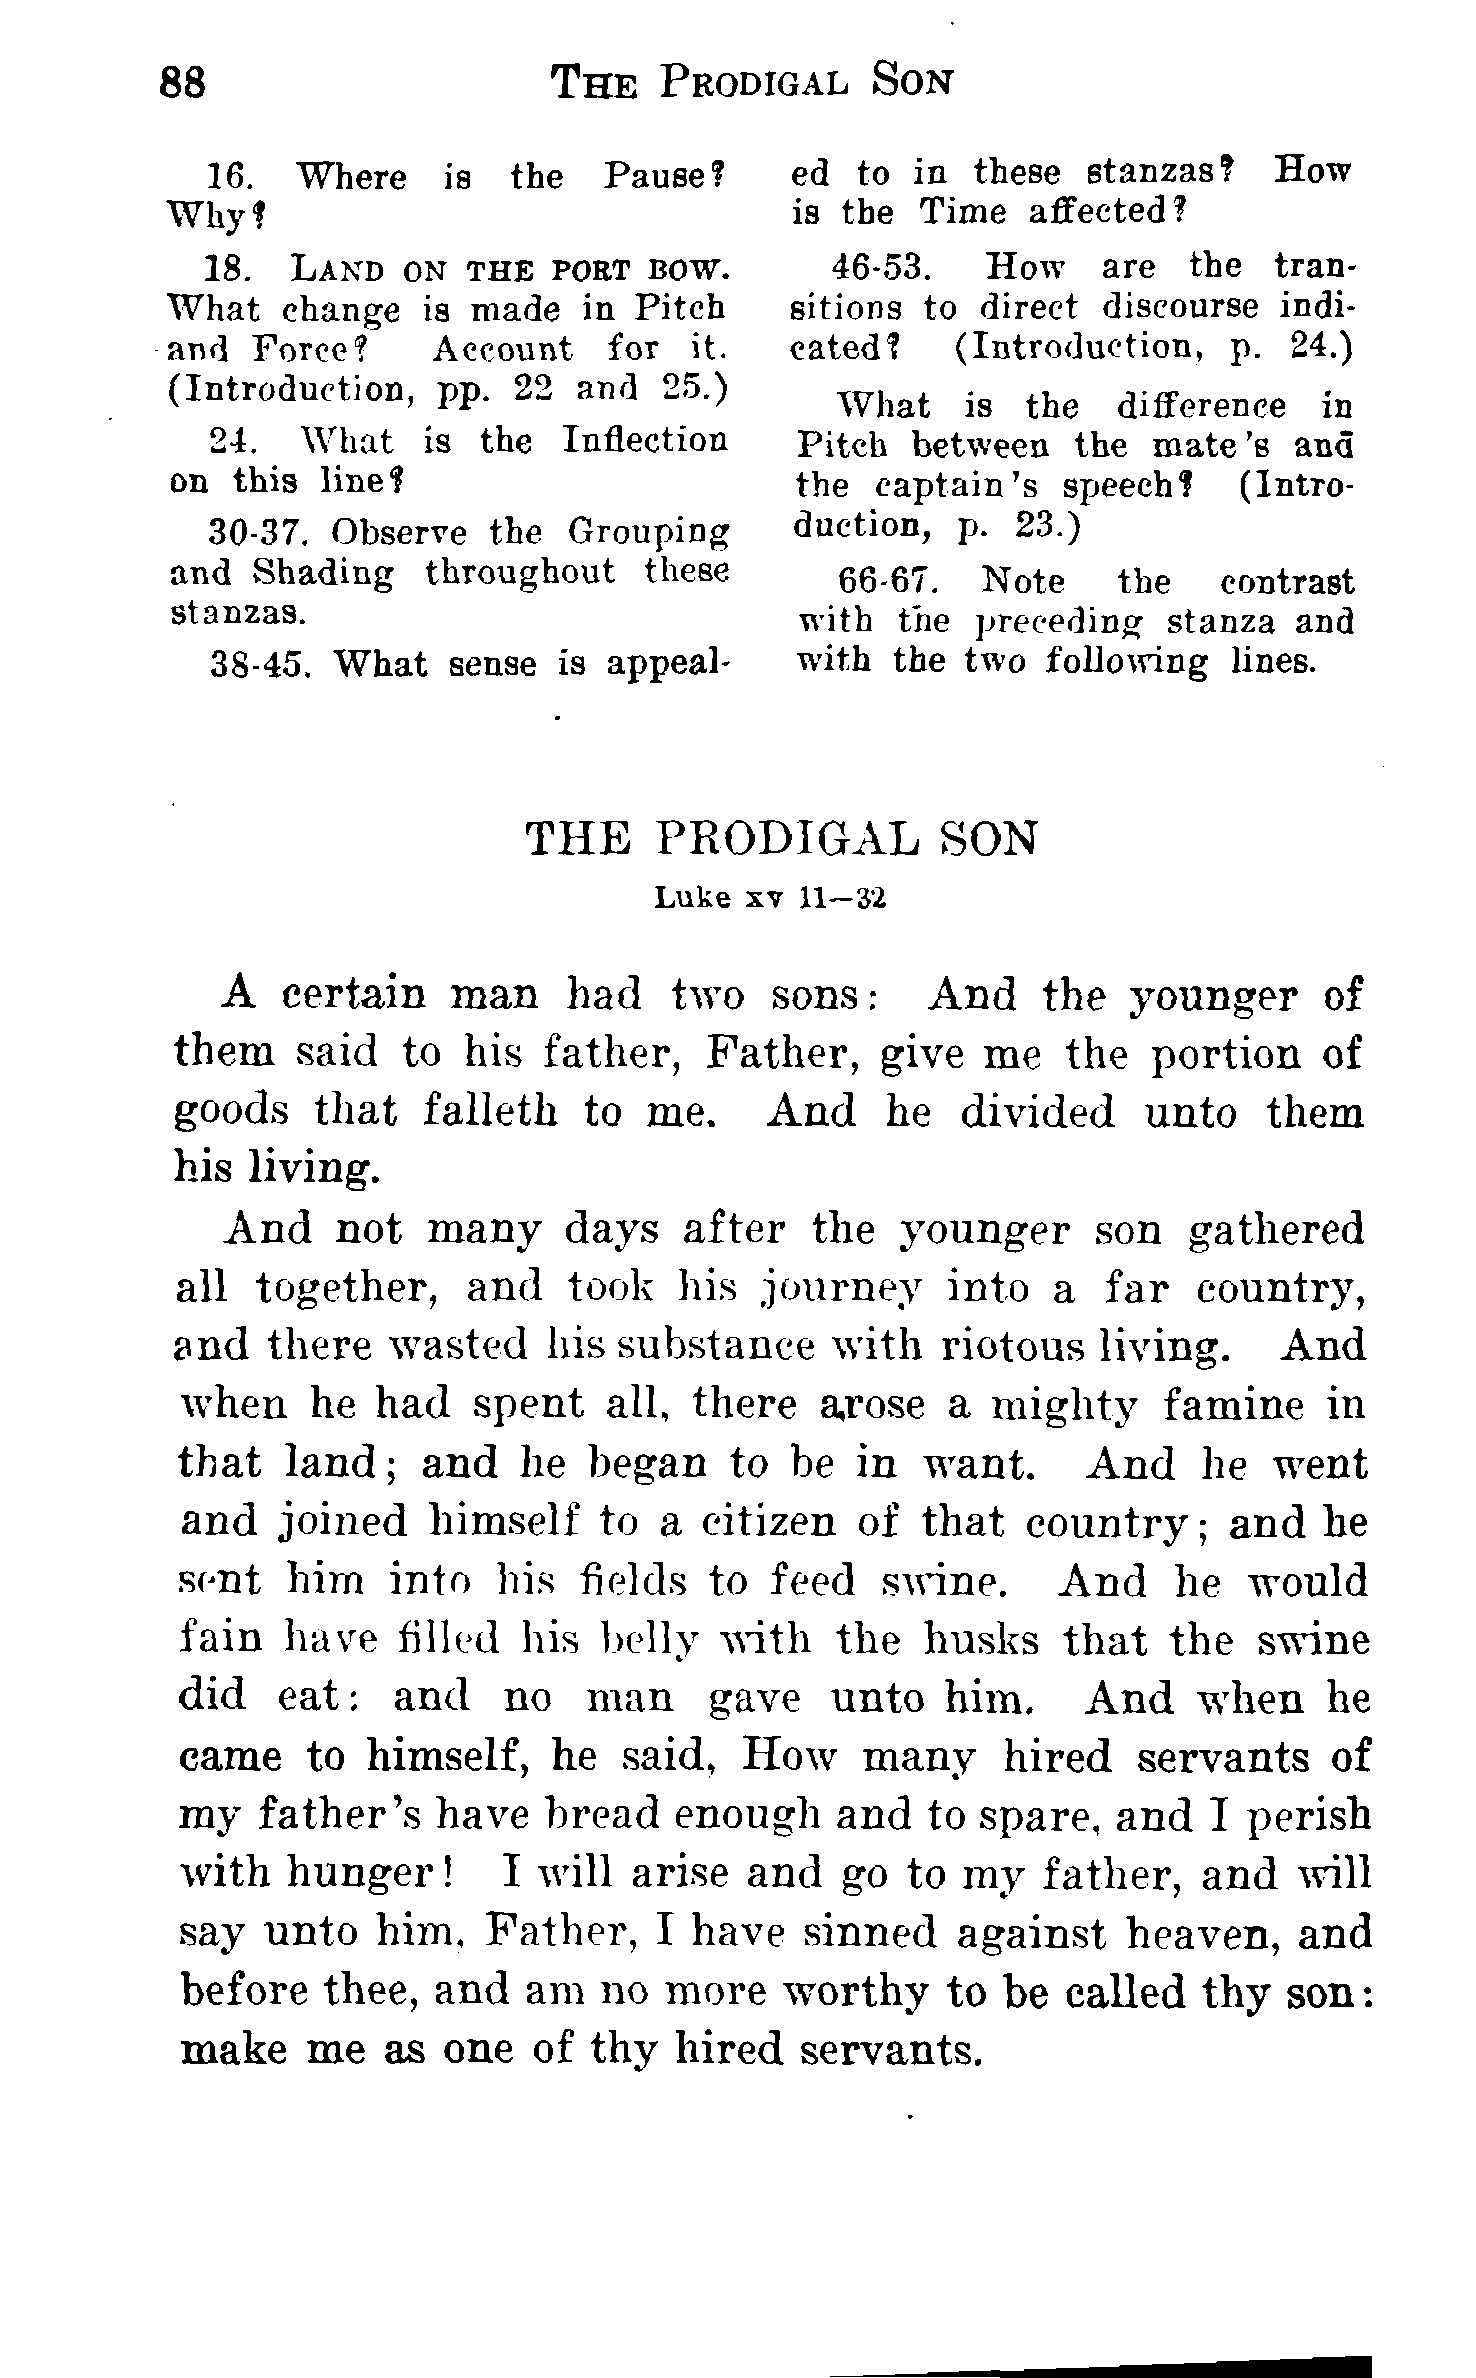 88 THE PRODIGAL SON
16. Where is the Pause?
Why?
18. LAND ON THE PORT BOW.
What change is made in Pitch
and Force? Account for it.
(Introduction, pp. 22 and 25.)
24. What is the Inflection
on this line?
30-37. Observe the Grouping
and Shading throughout these
stanzas.
38-45. What sense is appeal-
ed to in these stanzas? How
is the Time affected?
46-53. How are the tran-
sitions to direct discourse indi-
cated? (Introduction, p. 24.)
What is the difference in
Pitch between the mate's and
the captain's speech? (Intro-
duction, p. 23.)
66-67. Note the contrast
with the preceding stanza and
with the two following lines.
THE PRODIGAL SON
Luke xv 11–32
A certain man had two sons: And the younger of
them said to his father, Father, give me the portion of
goods that falleth to me. And he divided unto them
his living.
And not many days after the younger son gathered
all together, and took his journey into a far country,
and there wasted his substance with riotous living. And
when he had spent all, there arose a mighty famine in
that land; and he began to be in want. And he went
and joined himself to a citizen of that country; and he
sent him into his fields to feed swine. And he would
fain have filled his belly with the husks that the swine
did eat: and no man gave unto him. And when he
came to himself, he said, How many hired servants of
my father's have bread enough and to spare, and I perish
with hunger! I will arise and go to my father, and will
say unto him, Father, I have sinned against heaven, and
before thee, and am no more worthy to be called thy son:
make me as one of thy hired servants.